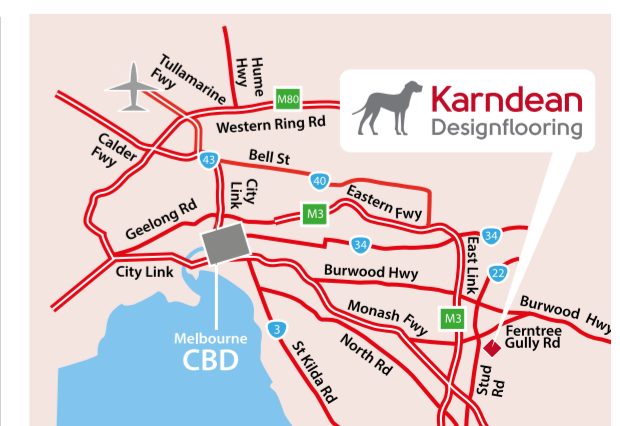 Tullamarine
Fwy
Hume
Hwy
M80
Western Ring Rd
Karndean
Designflooring
Calder
Fwy
43
Bell St
40
City
Link
Eastern Fwy
M3
Geelong Rd
34
34
East Link
22
City Link
Burwood Hwy
Burwood Hwy
Monash Fwy
M3
Ferntree
Gully Rd
Melbourne
CBD
3
St Kilda Rd
North Rd
Stud
Rd